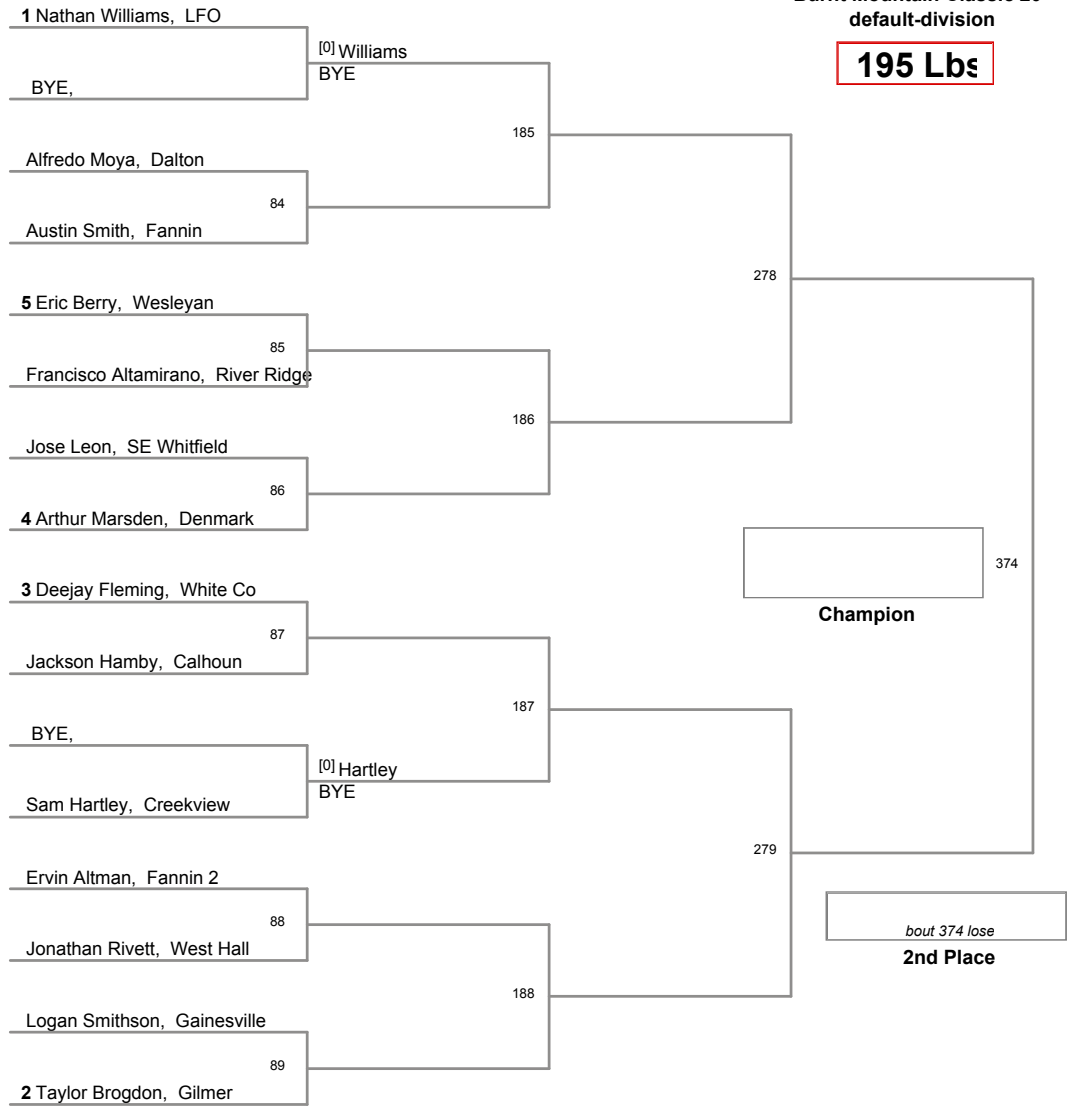 default-division
195 Lbs
1 Nathan Williams, LFO
[0] Williams
BYE
BYE,
185
Alfredo Moya, Dalton
84
Austin Smith, Fannin
278
5 Eric Berry, Wesleyan
85
Francisco Altamirano, River Ridge
186
Jose Leon, SE Whitfield
86
4 Arthur Marsden, Denmark
374
Champion
3 Deejay Fleming, White Co
87
Jackson Hamby, Calhoun
187
BYE,
[0] Hartley
BYE
Sam Hartley, Creekview
279
Ervin Altman, Fannin 2
88
Jonathan Rivett, West Hall
bout 374 lose
2nd Place
188
Logan Smithson, Gainesville
89
2 Taylor Brogdon, Gilmer